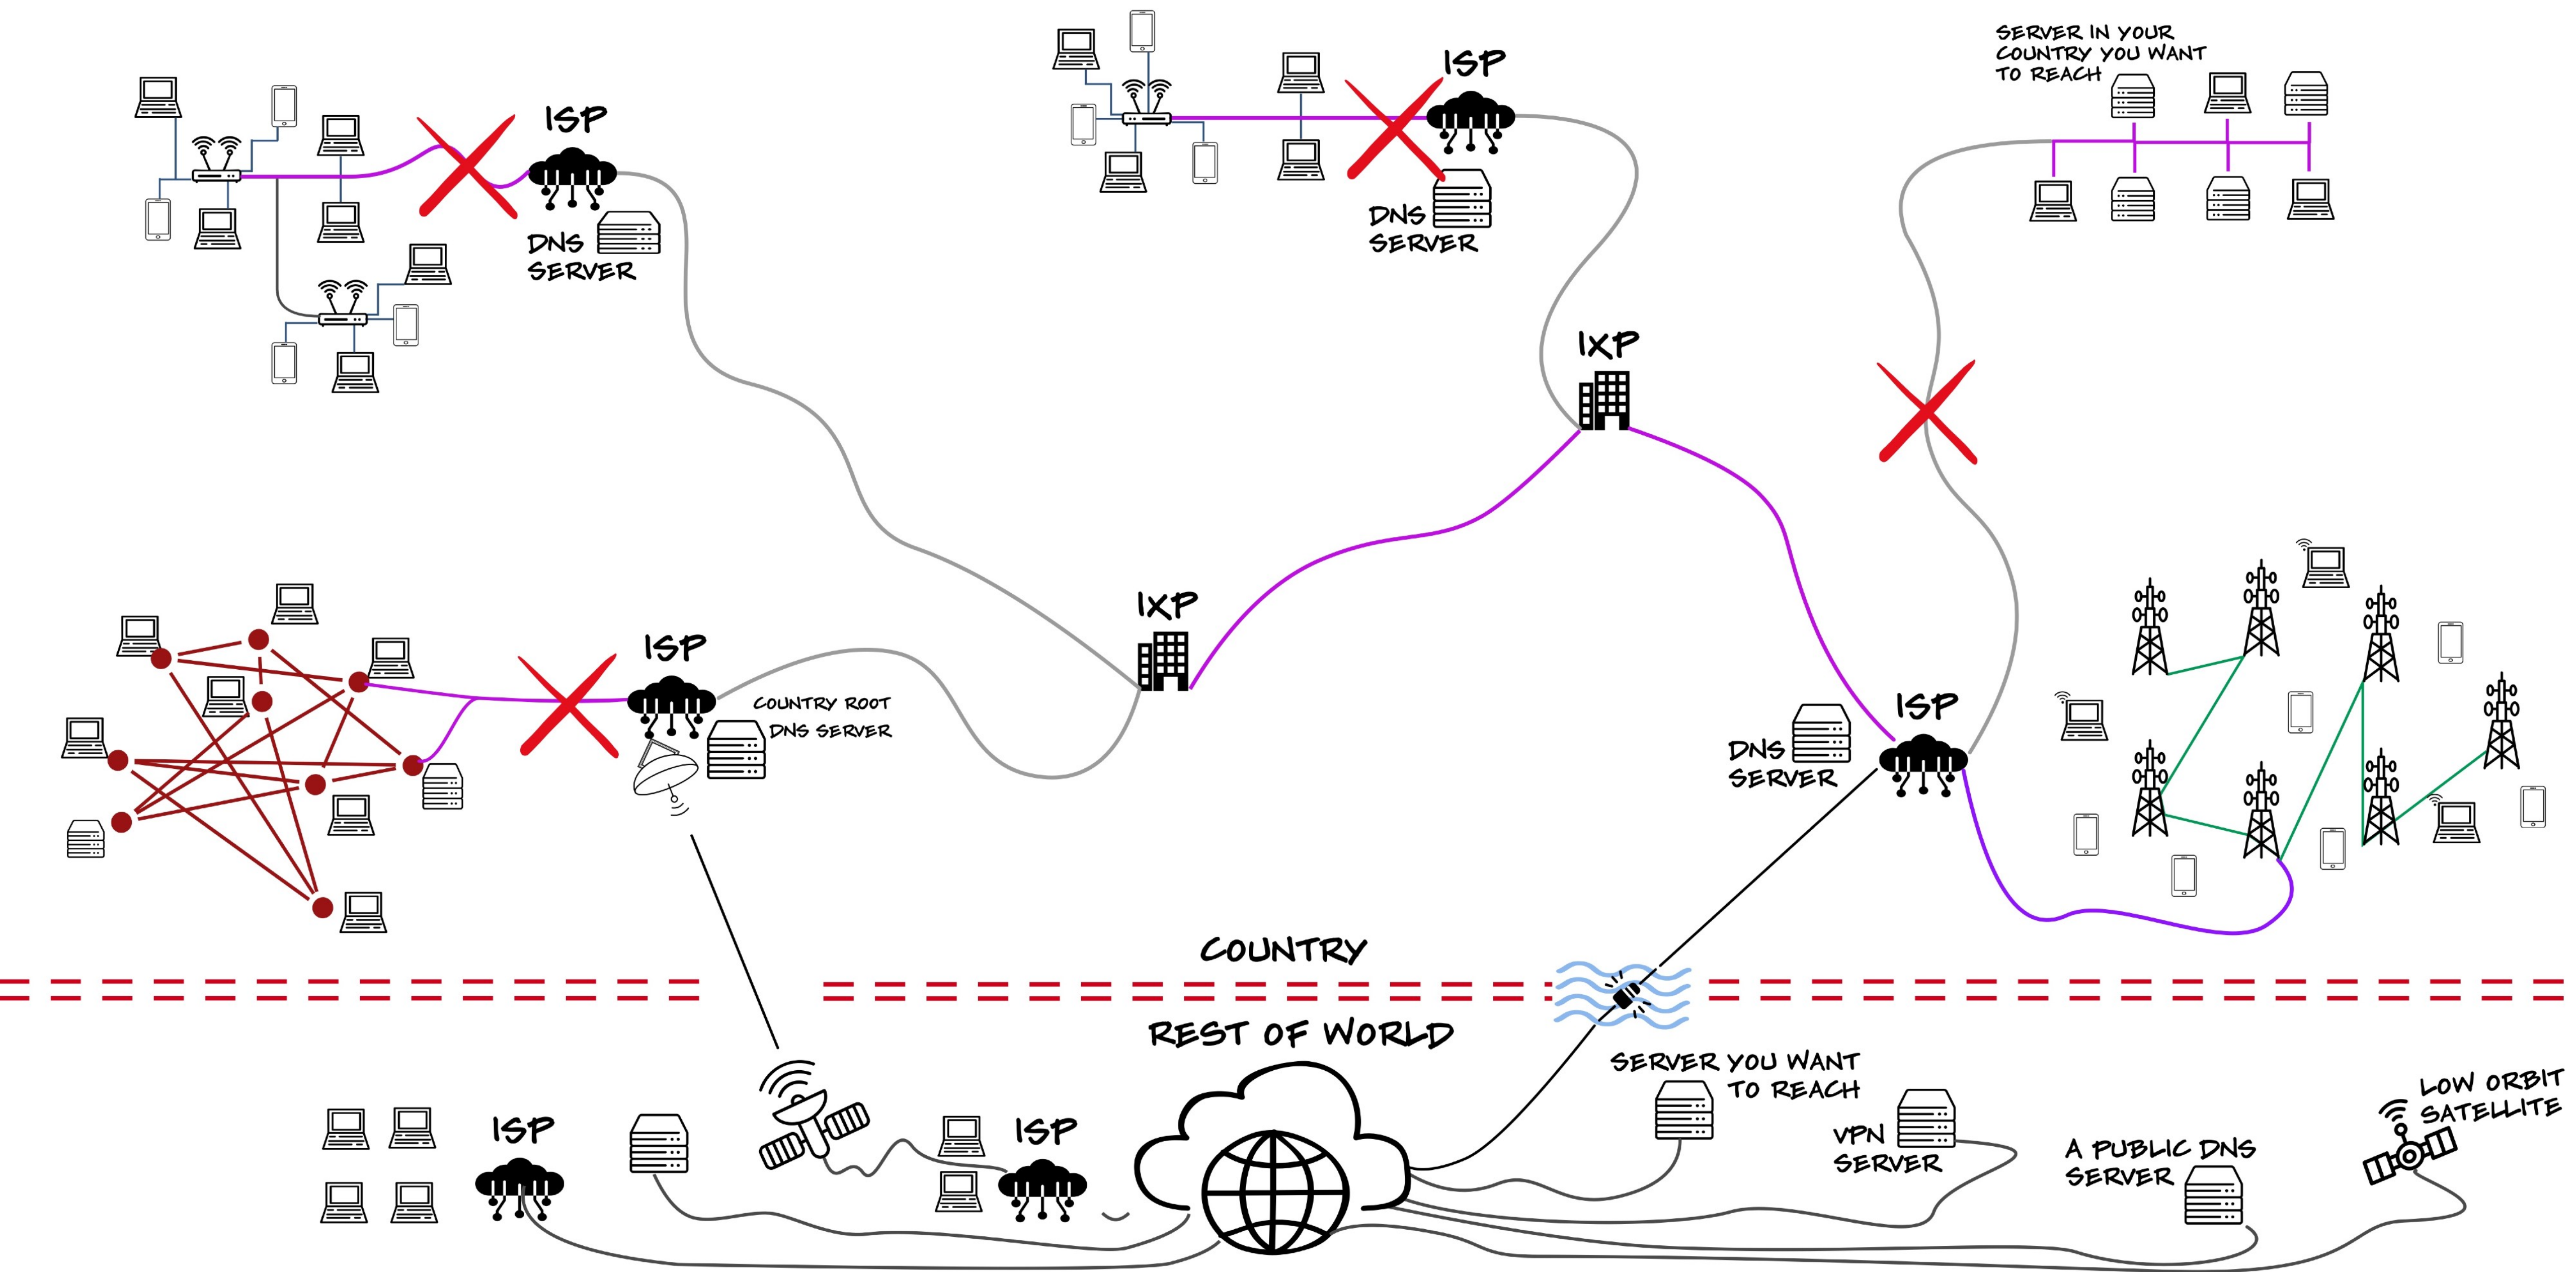 SERVER IN YOUR
COUNTRY YOU WANT
TO REACH
ISP
DNS
SERVER
ISP
DNS
SERVER
IXP
IXP
ISP
COUNTRY ROOT
DNS SERVER
ISP
DNS
SERVER
COUNTRY
REST OF WORLD
SERVER YOU WANT
TO REACH
VPN
SERVER
A PUBLIC DNS
SERVER
LOW ORBIT
SATELLITE
ISP
ISP